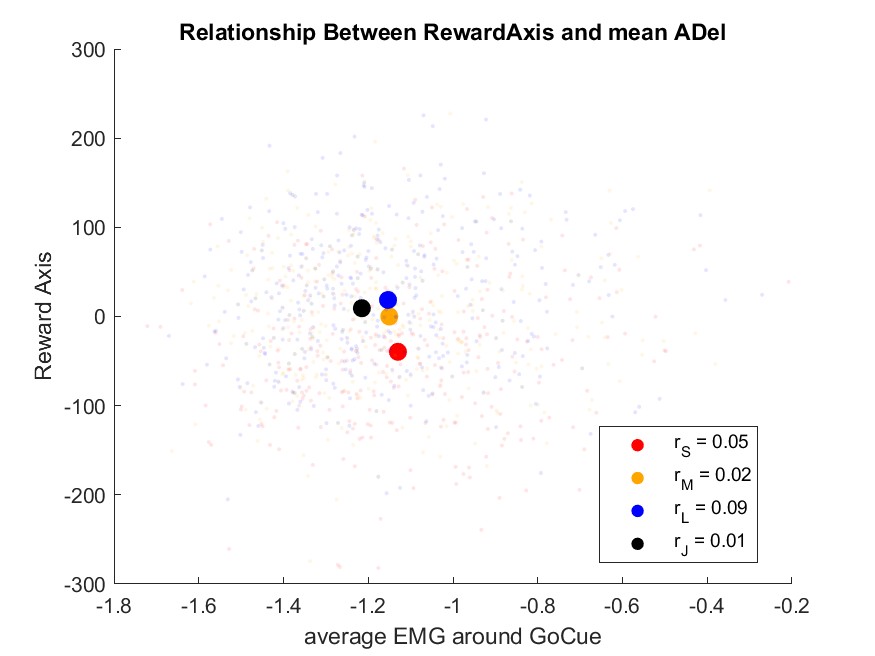 Relationship Between RewardAxis and mean ADel
300
200
100
0
-100
-200
-300
Reward Axis
-1.8 -1.6 -1.4 -1.2 -1 -0.8 -0.6 -0.4 -0.2
average EMG around GoCue
r_S = 0.05
r_M = 0.02
r_L = 0.09
r_J = 0.01